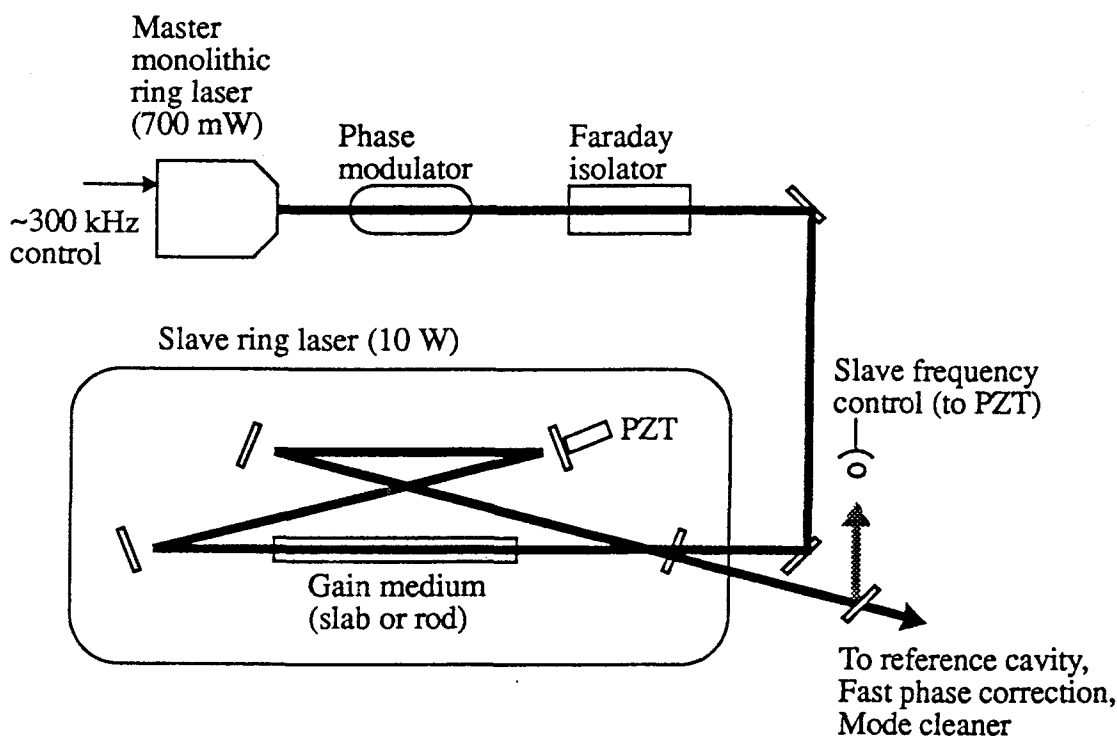 Master
monolithic
ring laser
(700 mW)
Phase
modulator
Faraday
isolator
~300 kHz
control
Slave ring laser (10 W)
Slave frequency
control (to PZT)
PZT
Gain medium
(slab or rod)
To reference cavity,
Fast phase correction,
Mode cleaner